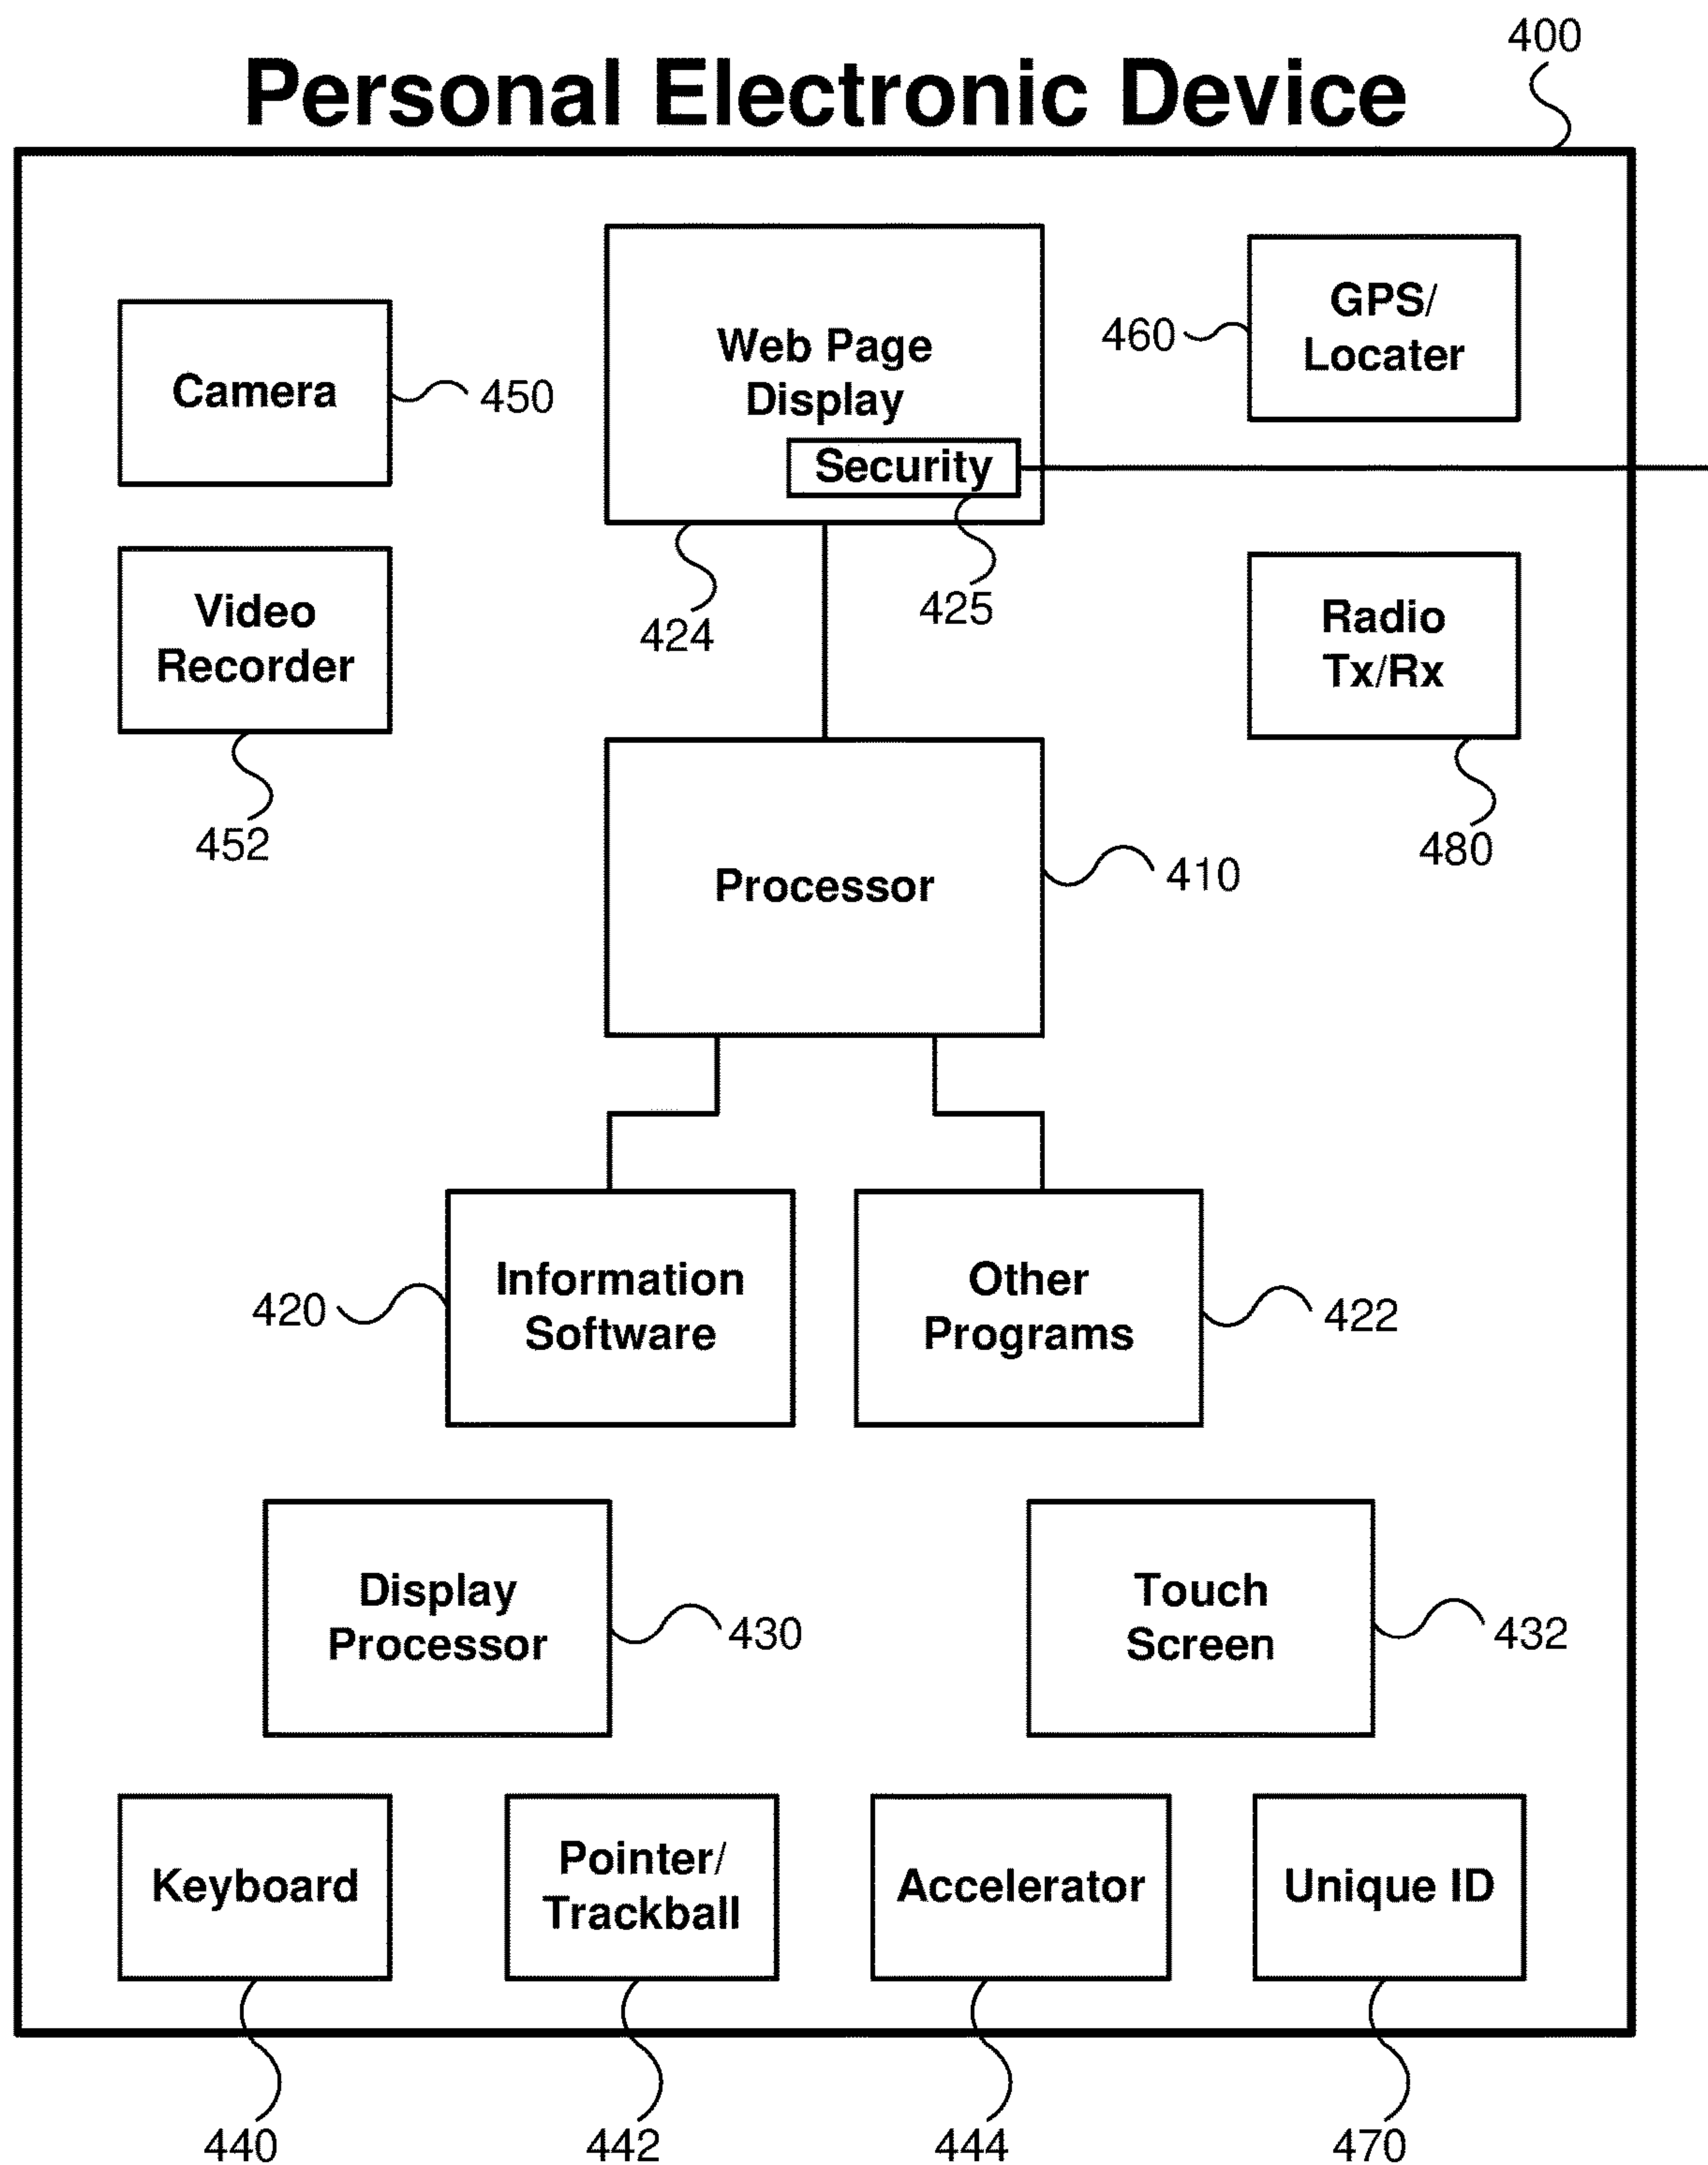 400
Personal Electronic Device
Camera
450
Web Page
Display
Security
424
425
460
GPS/
Locater
Video
Recorder
452
Radio
Tx/Rx
480
Processor
410
420
Information
Software
Other
Programs
422
Display
Processor
430
Touch
Screen
432
Keyboard
Pointer/
Trackball
Accelerator
Unique ID
440
442
444
470